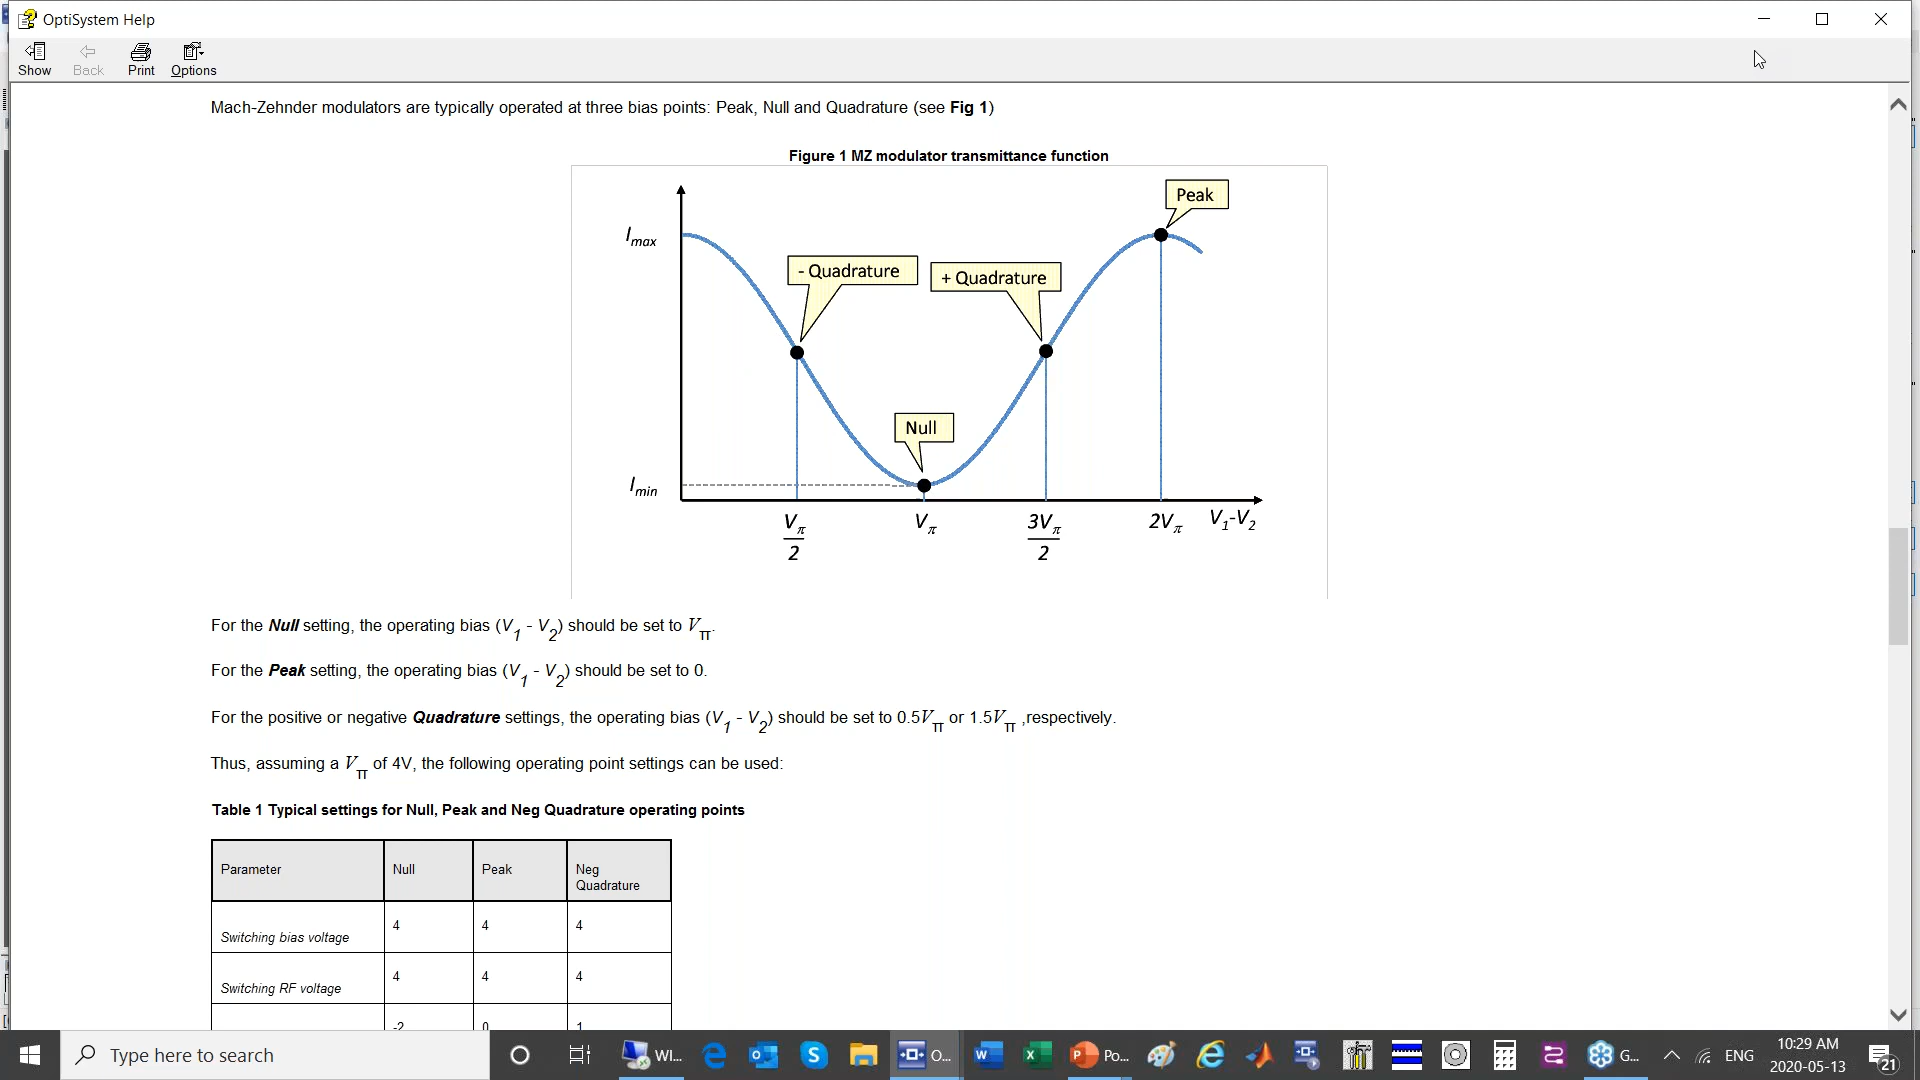 OptiSystem Help
Show Back Print Options
Mach-Zehnder modulators are typically operated at three bias points: Peak, Null and Quadrature (see Fig 1)
Figure 1 MZ modulator transmittance function
Peak
Imax
- Quadrature
+ Quadrature
Null
Imin
Vπ/2 Vπ 3Vπ/2 2Vπ V1-V2
For the Null setting, the operating bias (V1 - V2) should be set to Vπ.
For the Peak setting, the operating bias (V1 - V2) should be set to 0.
For the positive or negative Quadrature settings, the operating bias (V1 - V2) should be set to 0.5Vπ or 1.5Vπ ,respectively.
Thus, assuming a Vπ of 4V, the following operating point settings can be used:
Table 1 Typical settings for Null, Peak and Neg Quadrature operating points
Parameter Null Peak Neg Quadrature
Switching bias voltage 4 4 4
Switching RF voltage 4 4 4
-2 0 1
Type here to search WI... O... Po... G... ENG 10:29 AM
2020-05-13 21